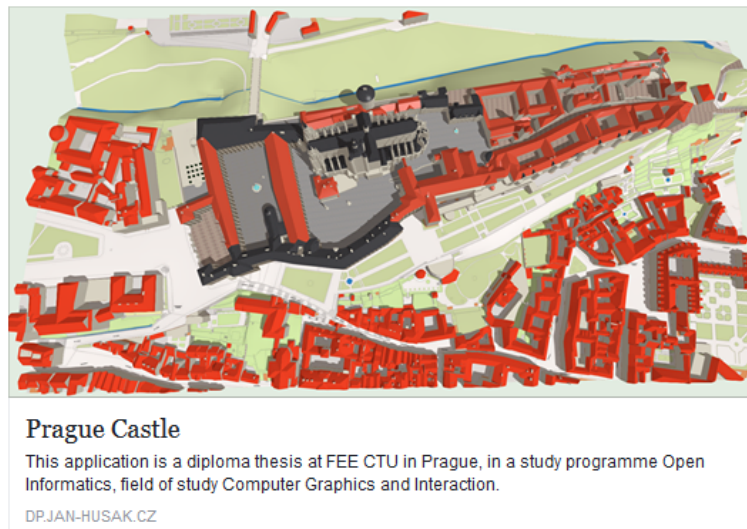 Prague Castle
This application is a diploma thesis at FEE CTU in Prague, in a study programme Open
Informatics, field of study Computer Graphics and Interaction.
DP.JAN-HUSAK.CZ